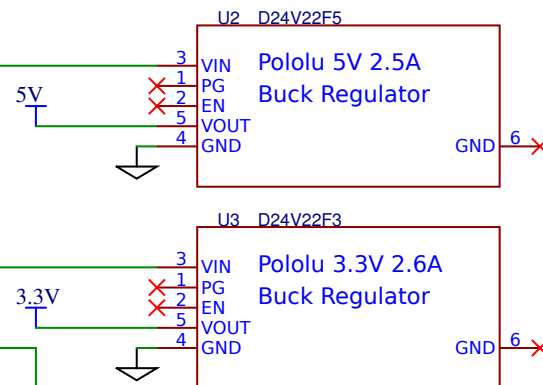 U2 D24V22F5
3 VIN Pololu 5V 2.5A
1 PG
5V 2 EN Buck Regulator
5 VOUT
4 GND GND 6
U3 D24V22F3
3 VIN Pololu 3.3V 2.6A
1 PG
3.3V 2 EN Buck Regulator
5 VOUT
4 GND GND 6